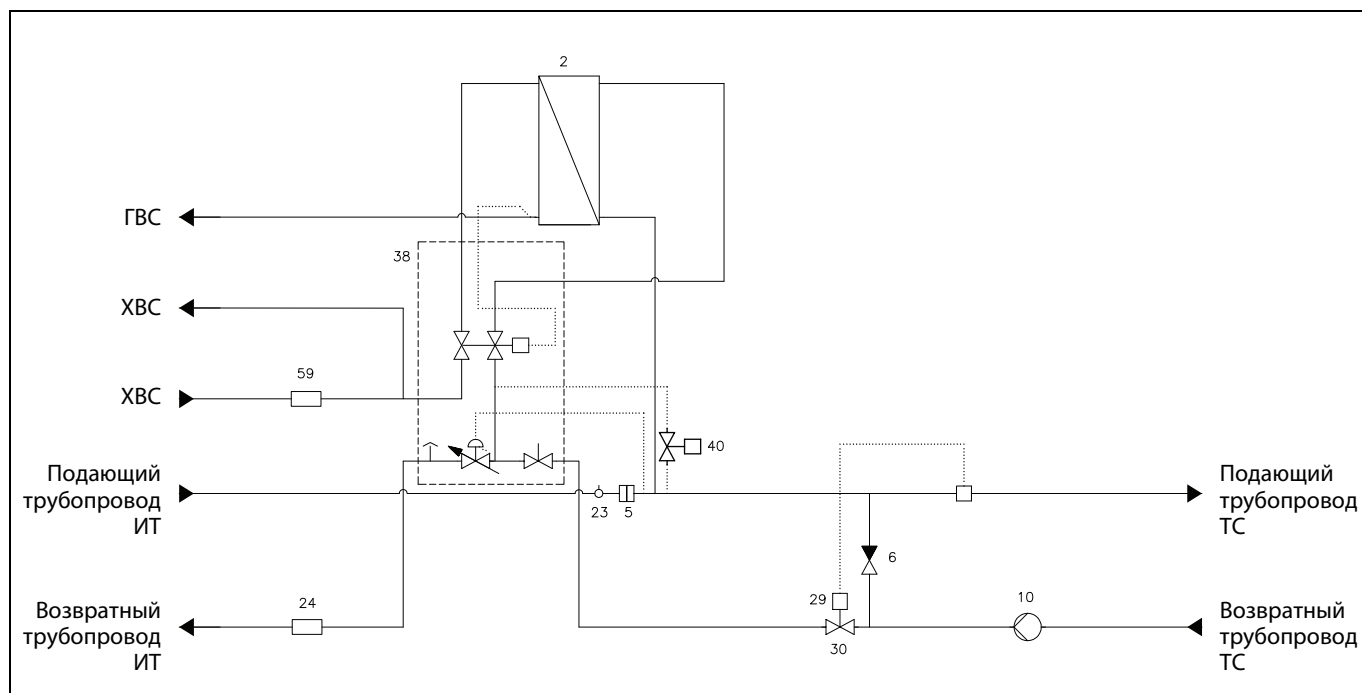 2
ГВС
38
ХВС
59
ХВС
40
Подающий
трубопровод
ИТ
23
5
Подающий
трубопровод
ТС
6
Возвратный
трубопровод
ИТ
24
29
30
10
Возвратный
трубопровод
ТС